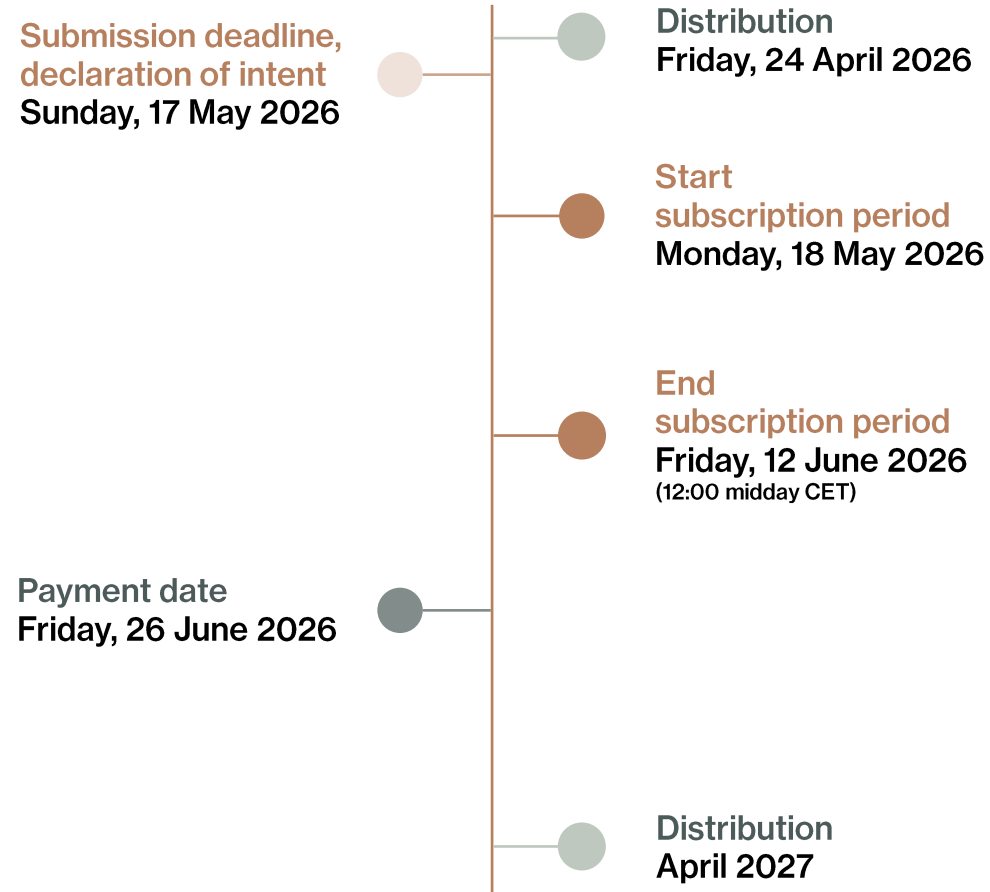 Distribution
Friday, 24 April 2026
Submission deadline,
declaration of intent
Sunday, 17 May 2026
Start
subscription period
Monday, 18 May 2026
End
subscription period
Friday, 12 June 2026
(12:00 midday CET)
Payment date
Friday, 26 June 2026
Distribution
April 2027